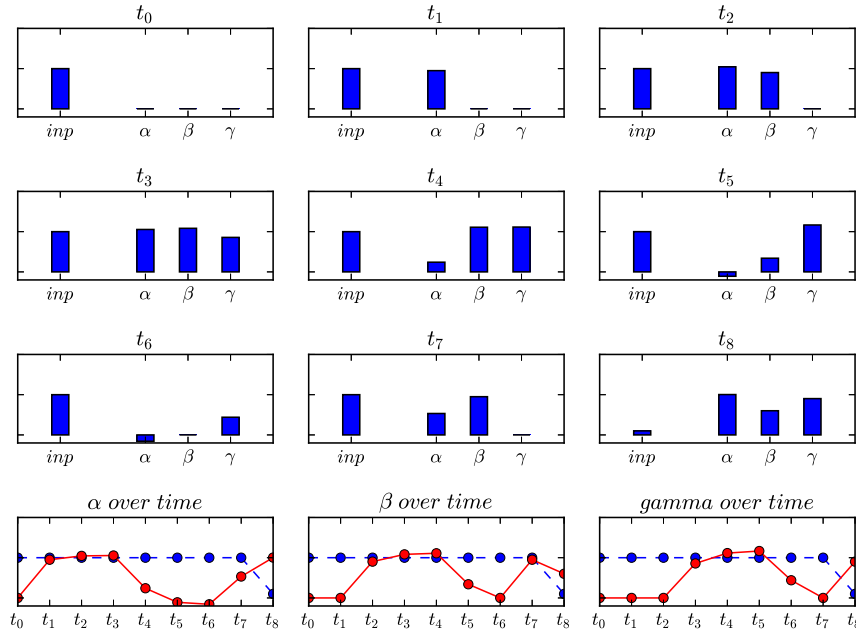 t₀ t₁ t₂
inp α β γ inp α β γ inp α β γ
t₃ t₄ t₅
inp α β γ inp α β γ inp α β γ
t₆ t₇ t₈
inp α β γ inp α β γ inp α β γ
α over time β over time gamma over time
t₀ t₁ t₂ t₃ t₄ t₅ t₆ t₇ t₈ t₀ t₁ t₂ t₃ t₄ t₅ t₆ t₇ t₈ t₀ t₁ t₂ t₃ t₄ t₅ t₆ t₇ t₈